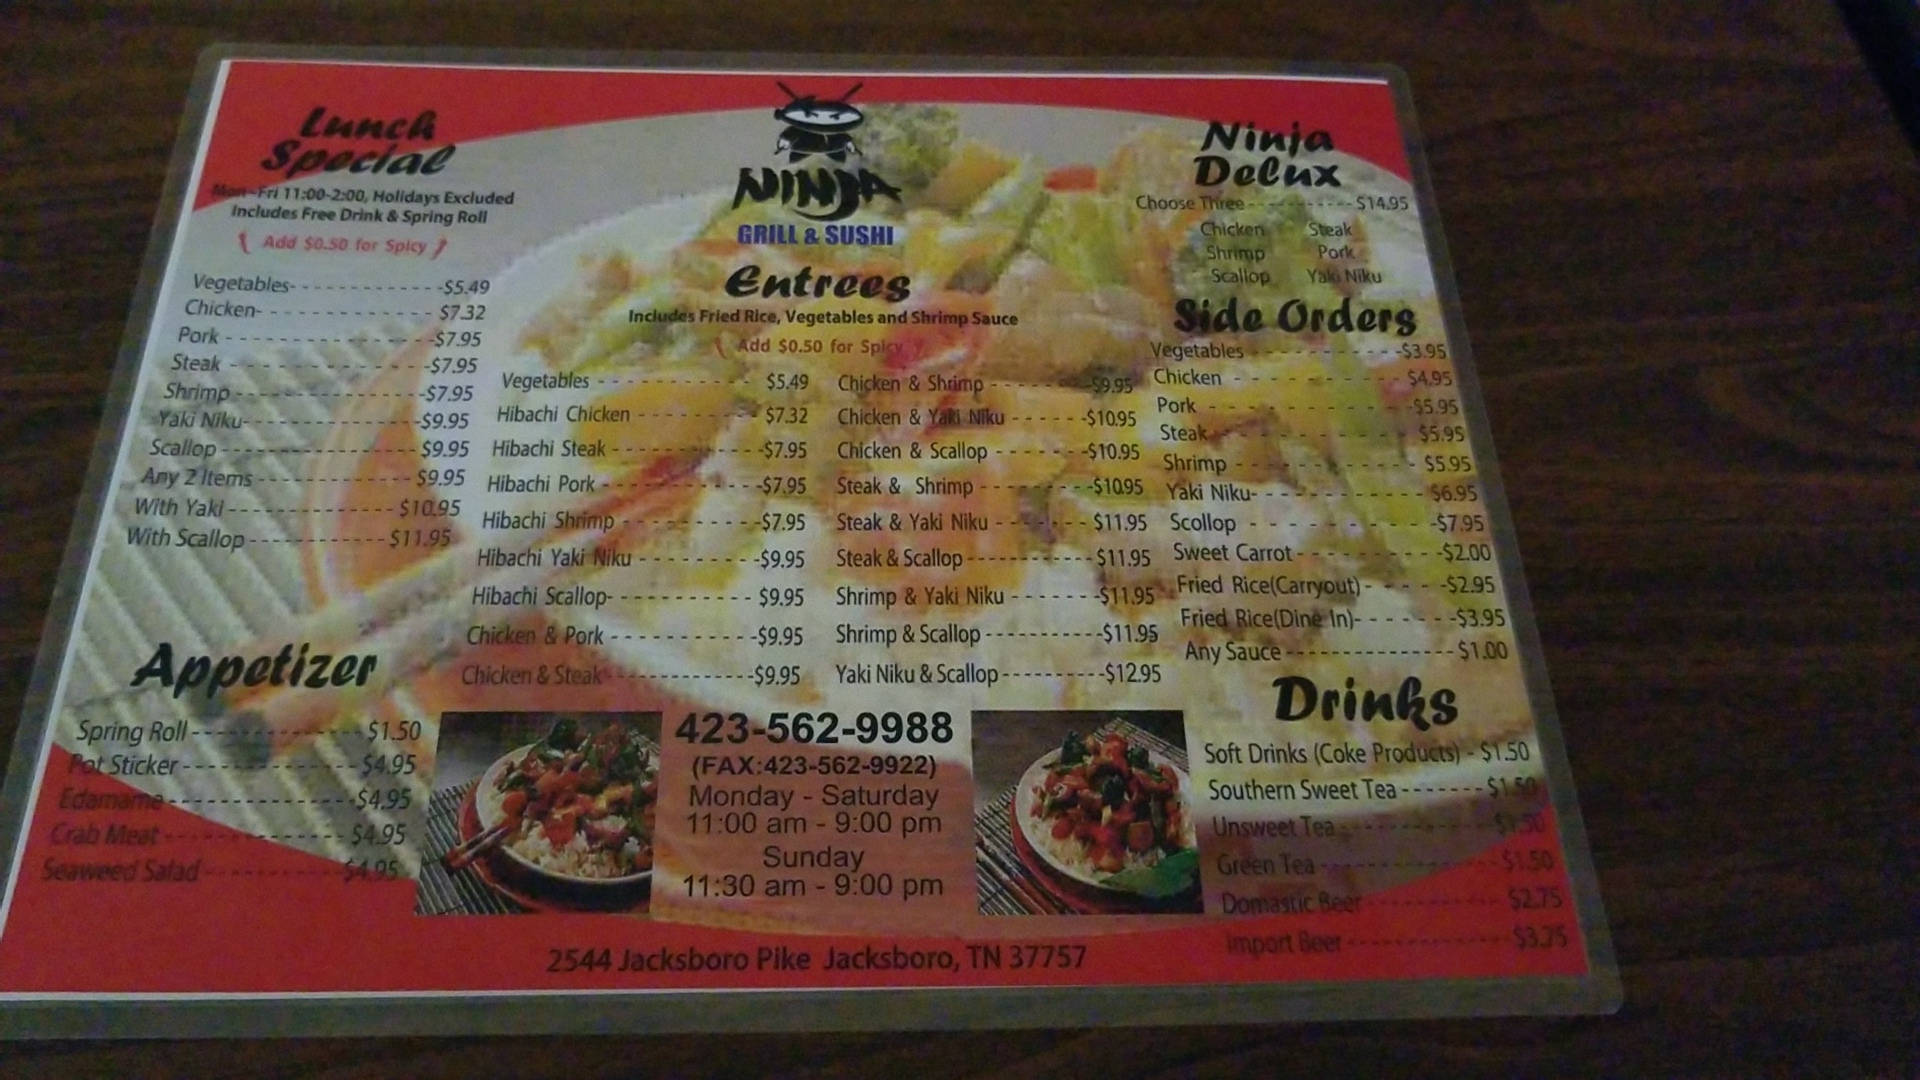 Lunch
Special
Mon-Fri 11:00-2:00, Holidays Excluded
Includes Free Drink & Spring Roll
Add $0.50 for Spicy
Vegetables - $5.49
Chicken - $7.32
Pork - $7.95
Steak - $7.95
Shrimp - $7.95
Yaki Niku - $9.95
Scallop - $9.95
Any 2 Items - $9.95
With Yaki - $10.95
With Scallop - $11.95
Appetizer
Spring Roll - $1.50
Pot Sticker - $4.95
Edamame - $4.95
Crab Meat - $4.95
Seaweed Salad - $4.95
NINJA
GRILL & SUSHI
Entrees
Includes Fried Rice, Vegetables and Shrimp Sauce
Add $0.50 for Spicy
Vegetables - $5.49
Hibachi Chicken - $7.32
Hibachi Steak - $7.95
Hibachi Pork - $7.95
Hibachi Shrimp - $7.95
Hibachi Yaki Niku - $9.95
Hibachi Scallop - $9.95
Chicken & Pork - $9.95
Chicken & Steak - $9.95
Chicken & Shrimp - $9.95
Chicken & Yaki Niku - $10.95
Chicken & Scallop - $10.95
Steak & Shrimp - $10.95
Steak & Yaki Niku - $11.95
Steak & Scallop - $11.95
Shrimp & Yaki Niku - $11.95
Shrimp & Scallop - $11.95
Yaki Niku & Scallop - $12.95
423-562-9988
(FAX:423-562-9922)
Monday - Saturday
11:00 am - 9:00 pm
Sunday
11:30 am - 9:00 pm
Ninja
Delux
Choose Three - $14.95
Chicken Steak
Shrimp Pork
Scallop Yaki Niku
Side Orders
Vegetables - $3.95
Chicken - $4.95
Pork - $5.95
Steak - $5.95
Shrimp - $5.95
Yaki Niku - $6.95
Scollop - $7.95
Sweet Carrot - $2.00
Fried Rice(Carryout) - $2.95
Fried Rice(Dine In) - $3.95
Any Sauce - $1.00
Drinks
Soft Drinks (Coke Products) - $1.50
Southern Sweet Tea - $1.50
Unsweet Tea - $1.50
Green Tea - $1.50
Domastic Beer - $2.75
Import Beer - $3.75
2544 Jacksboro Pike Jacksboro, TN 37757